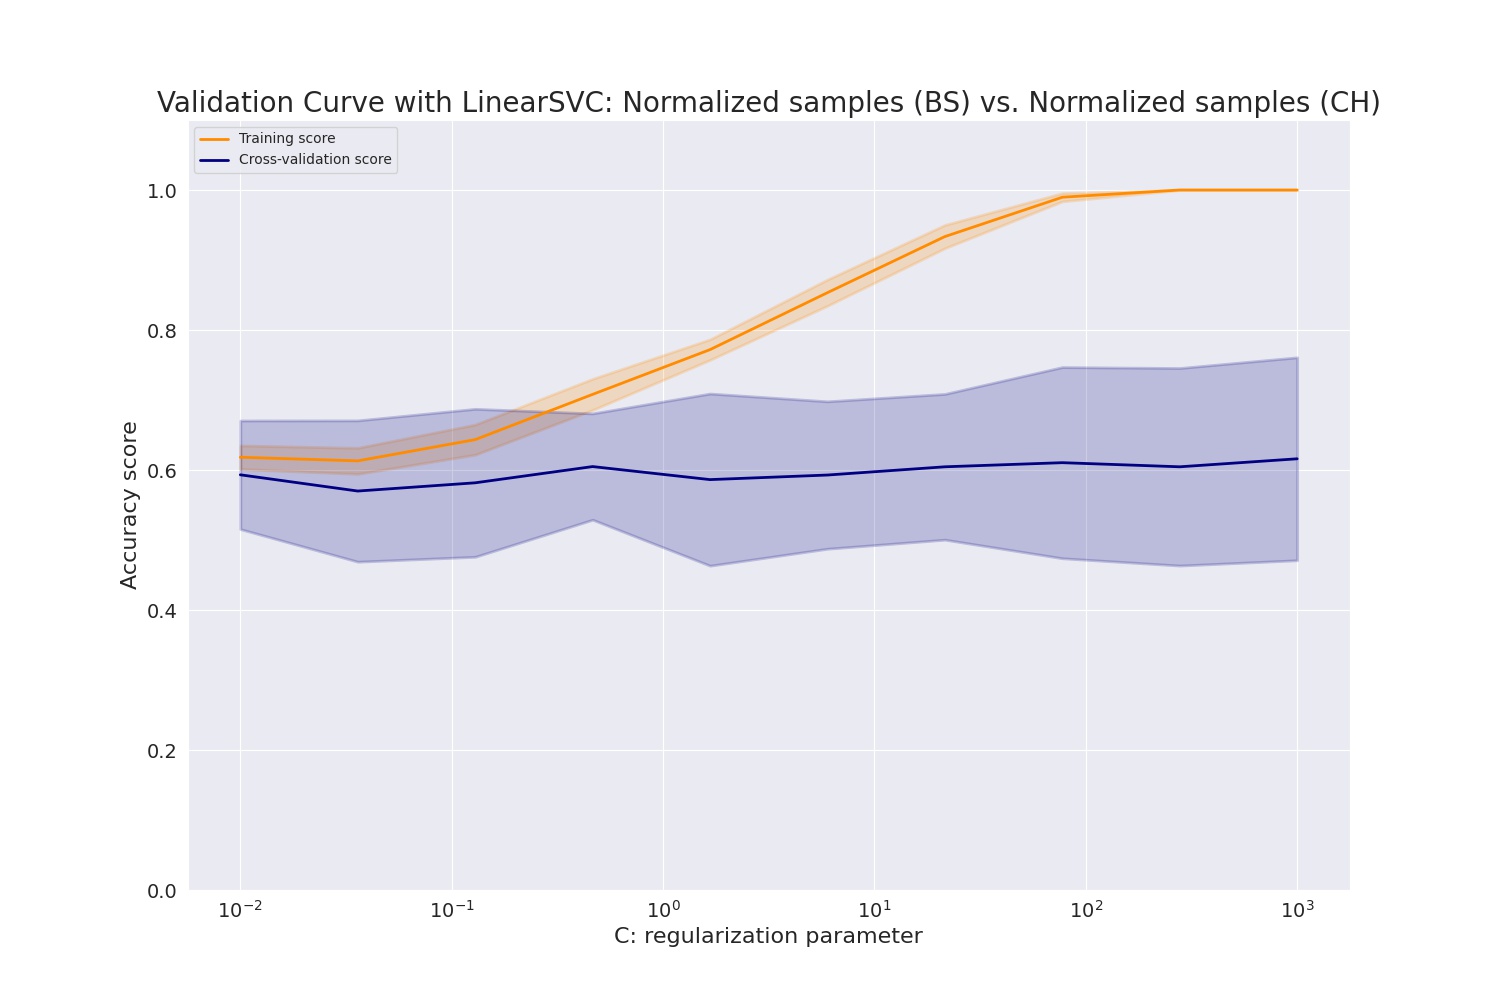 Validation Curve with LinearSVC: Normalized samples (BS) vs. Normalized samples (CH)
Training score
Cross-validation score
Accuracy score
1.0
0.8
0.6
0.4
0.2
0.0
10⁻² 10⁻¹ 10⁰ 10¹ 10² 10³
C: regularization parameter